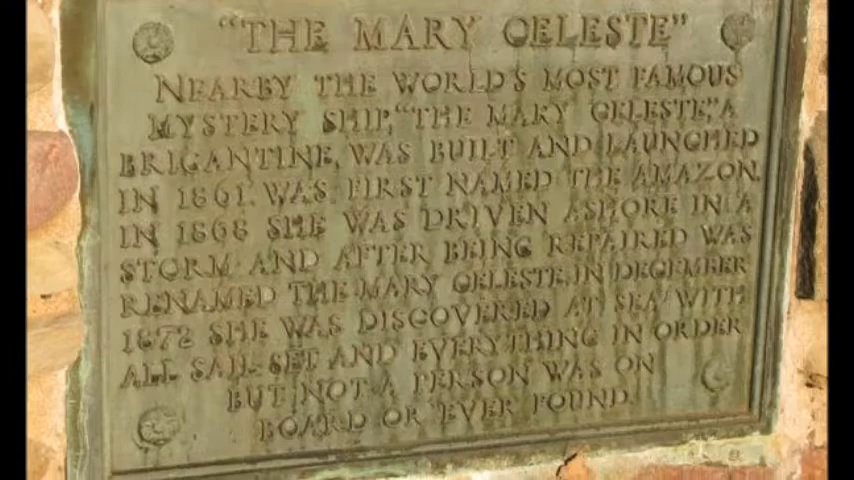 "THE MARY CELESTE"
NEARBY THE WORLD'S MOST FAMOUS
MYSTERY SHIP, "THE MARY CELESTE", A
BRIGANTINE, WAS BUILT AND LAUNCHED
IN 1861. WAS FIRST NAMED THE AMAZON.
IN 1868 SHE WAS DRIVEN ASHORE IN A
STORM AND AFTER BEING REPAIRED WAS
RENAMED THE MARY CELESTE. IN DECEMBER
1872 SHE WAS DISCOVERED AT SEA WITH
ALL SAIL SET AND EVERYTHING IN ORDER
BUT NOT A PERSON WAS ON
BOARD OR EVER FOUND.